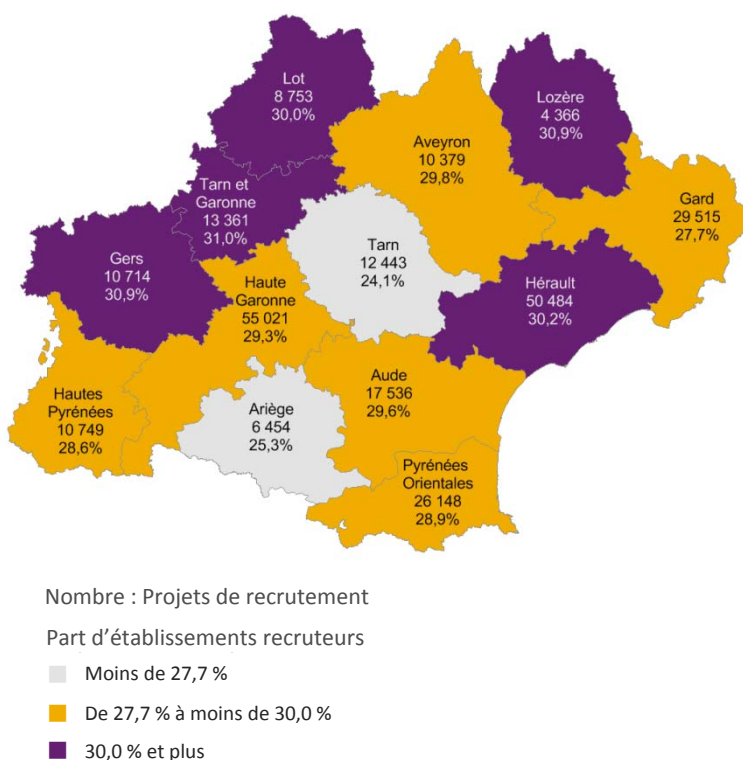 Lot
8 753
30,0%
Lozère
4 366
30,9%
Aveyron
10 379
29,8%
Tarn et
Garonne
13 361
31,0%
Gard
29 515
27,7%
Gers
10 714
30,9%
Tarn
12 443
24,1%
Haute
Garonne
55 021
29,3%
Hérault
50 484
30,2%
Hautes
Pyrénées
10 749
28,6%
Ariège
6 454
25,3%
Aude
17 536
29,6%
Pyrénées
Orientales
26 148
28,9%
Nombre : Projets de recrutement
Part d’établissements recruteurs
Moins de 27,7 %
De 27,7 % à moins de 30,0 %
30,0 % et plus